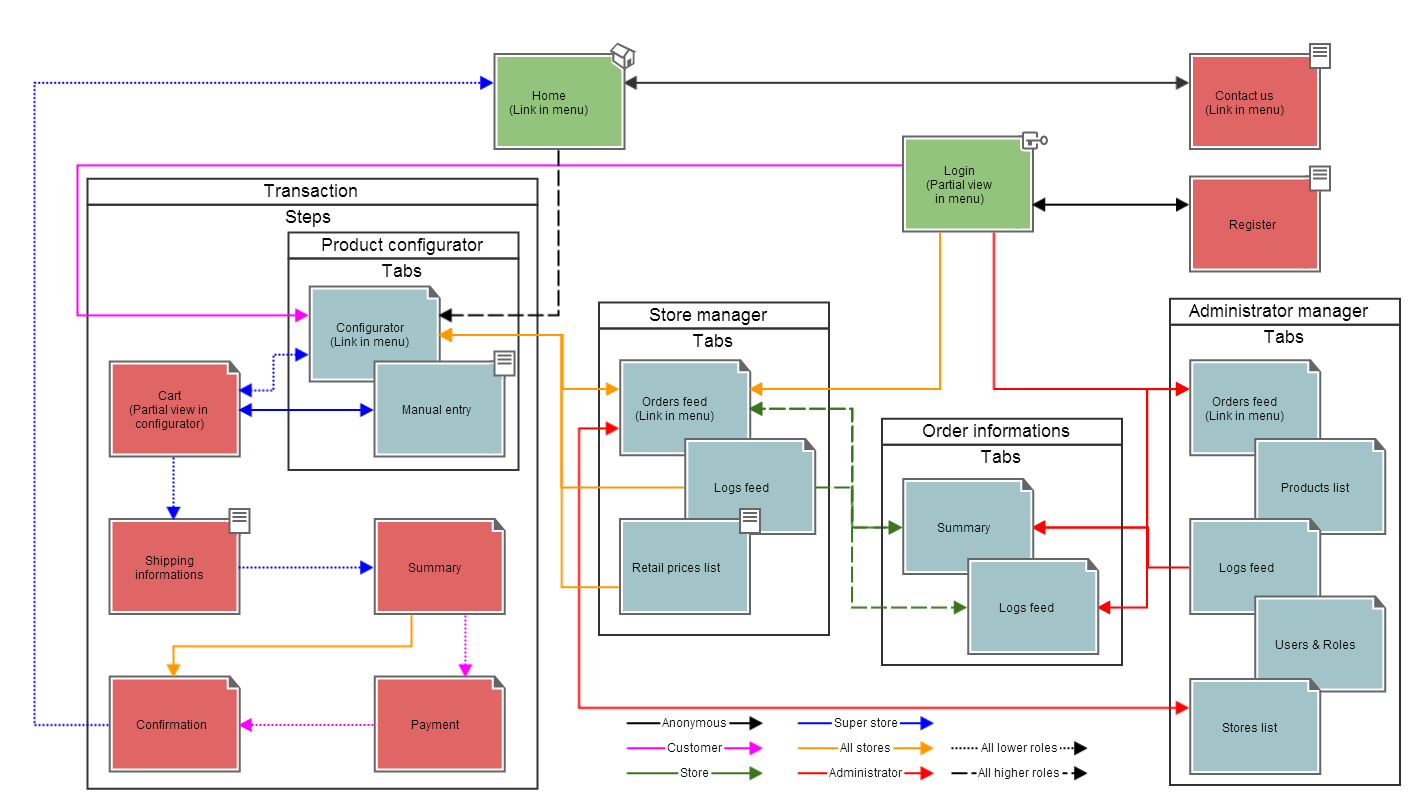 Home
(Link in menu)
Contact us
(Link in menu)
Login
(Partial view
in menu)
Register
Transaction
Steps
Product configurator
Tabs
Configurator
(Link in menu)
Manual entry
Cart
(Partial view in
configurator)
Shipping
informations
Summary
Confirmation
Payment
Store manager
Tabs
Orders feed
(Link in menu)
Logs feed
Retail prices list
Order informations
Tabs
Summary
Logs feed
Administrator manager
Tabs
Orders feed
(Link in menu)
Products list
Logs feed
Users & Roles
Stores list
Anonymous
Super store
Customer
All stores
All lower roles
Store
Administrator
All higher roles